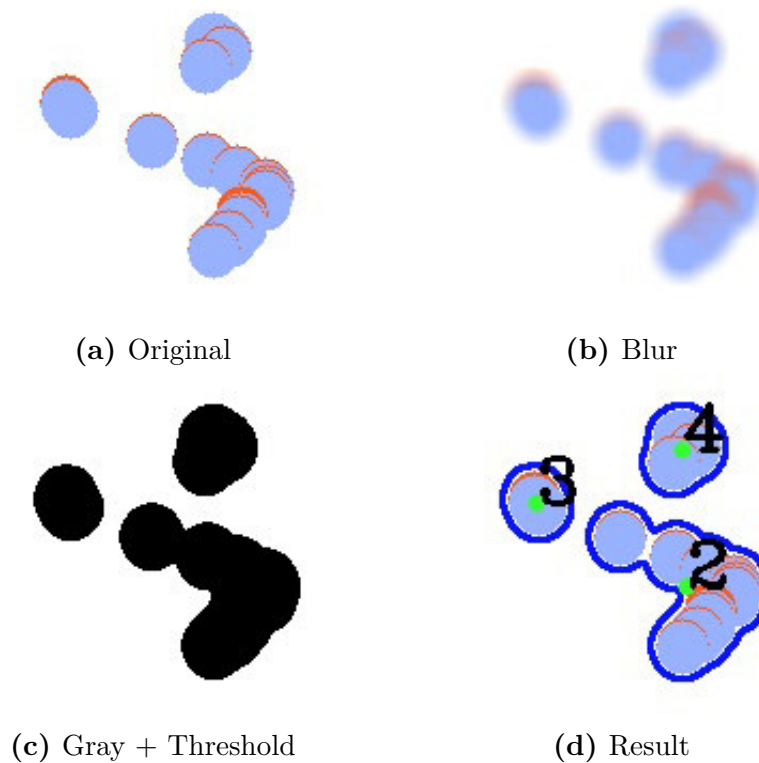 (a) Original
(b) Blur
4
3
2
(c) Gray + Threshold
(d) Result